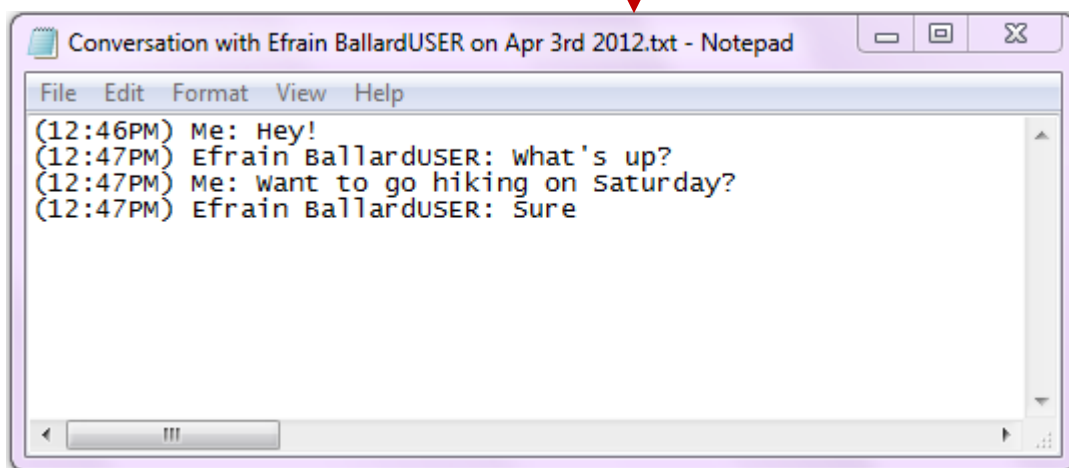 Conversation with Efrain BallardUSER on Apr 3rd 2012.txt - Notepad
File Edit Format View Help
(12:46PM) Me: Hey!
(12:47PM) Efrain BallardUSER: What's up?
(12:47PM) Me: Want to go hiking on Saturday?
(12:47PM) Efrain BallardUSER: Sure